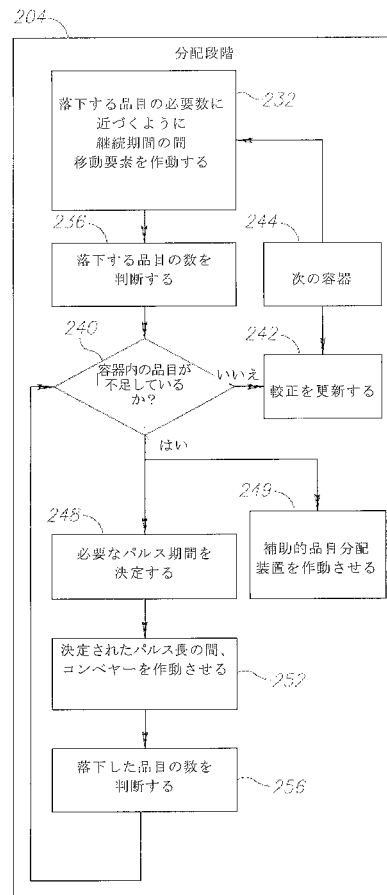 204
分配段階
落下する品目の必要数に
近づくように
継続期間の間
移動要素を作動する
232
236
落下する品目の数を
判断する
244
次の容器
240
容器内の品目が
不足している
か?
いいえ
242
較正を更新する
はい
248
必要なパルス期間を
決定する
249
補助的品目分配
装置を作動させる
決定されたパルス長の間、
コンベヤーを作動させる
252
落下した品目の数を
判断する
256